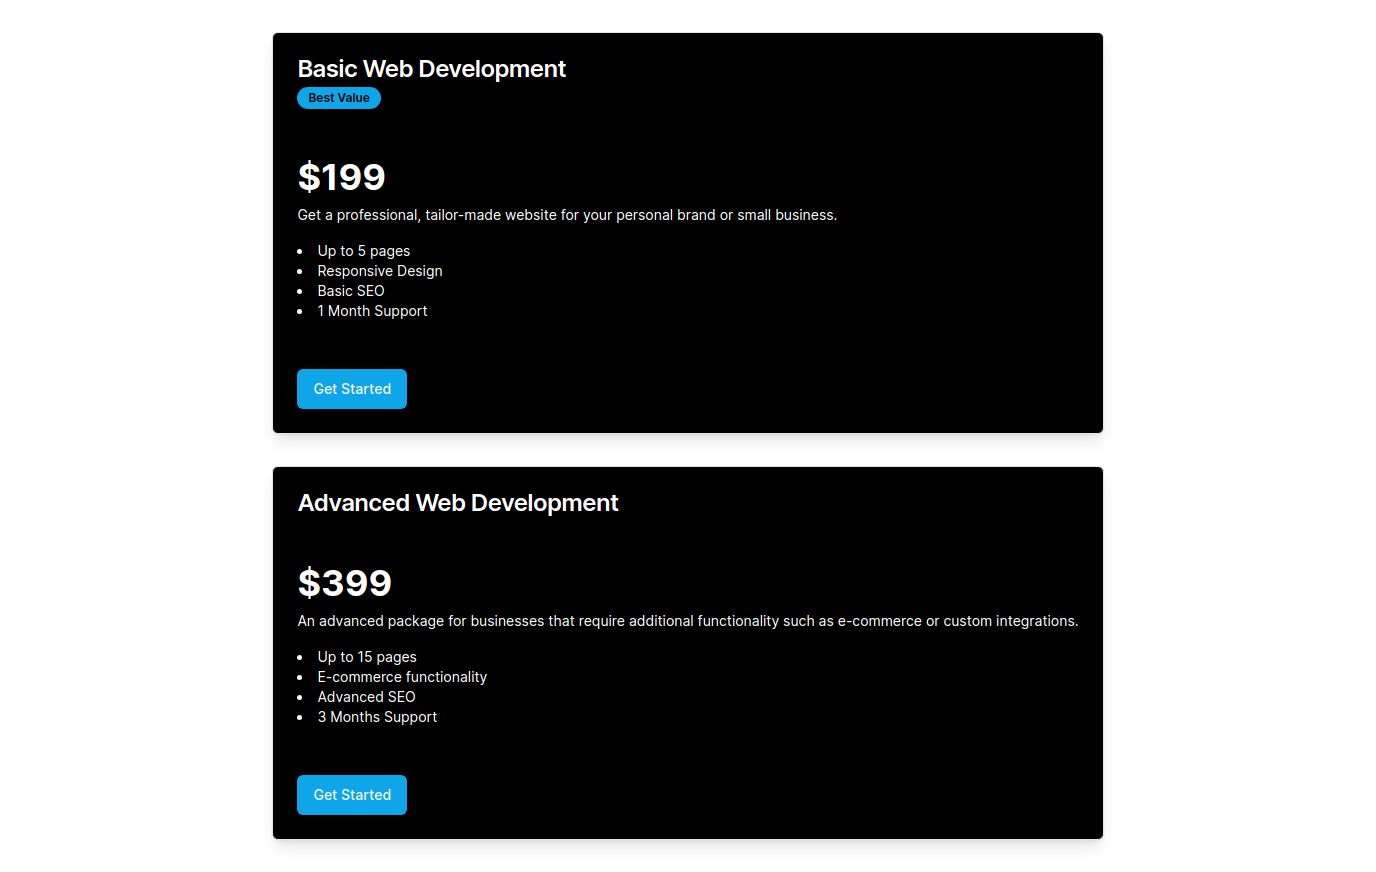 Basic Web Development
Best Value
$199
Get a professional, tailor-made website for your personal brand or small business.
Up to 5 pages
Responsive Design
Basic SEO
1 Month Support
Get Started
Advanced Web Development
$399
An advanced package for businesses that require additional functionality such as e-commerce or custom integrations.
Up to 15 pages
E-commerce functionality
Advanced SEO
3 Months Support
Get Started